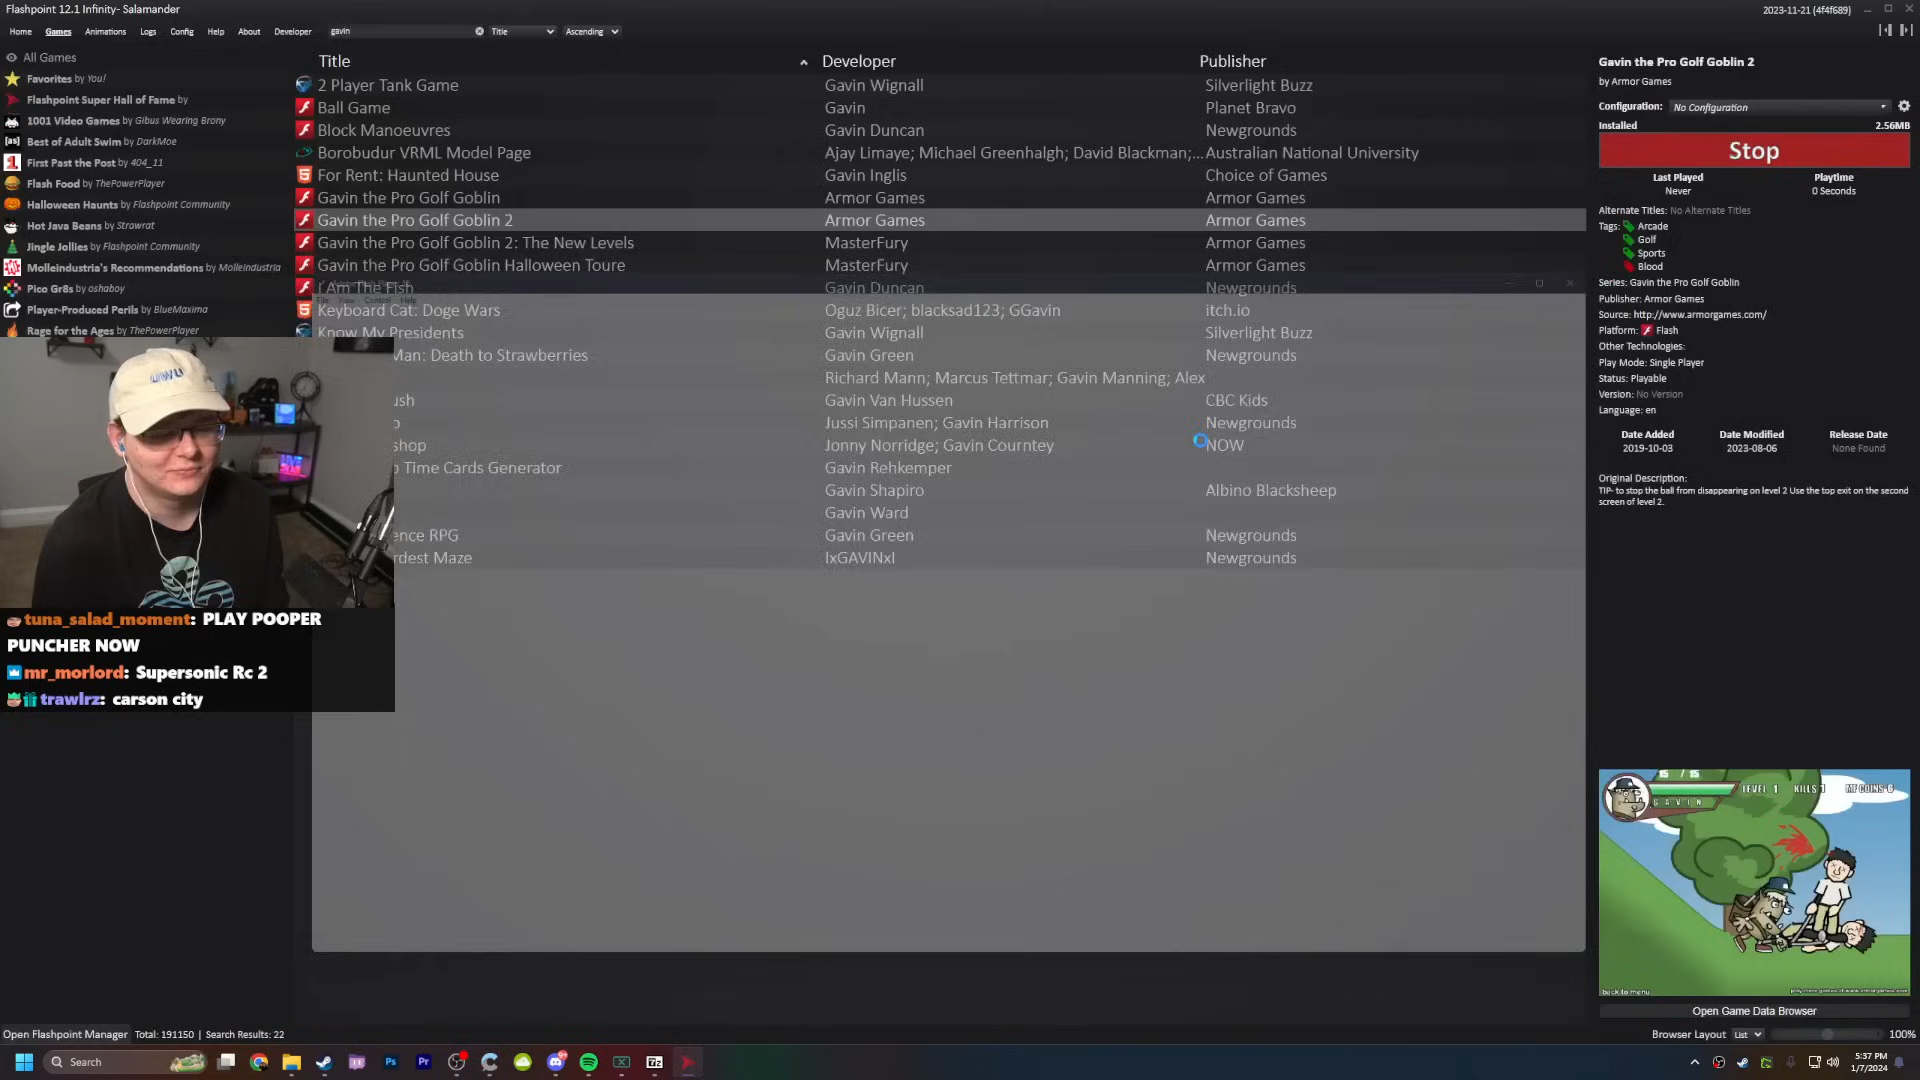 Flashpoint 12.1 Infinity- Salamander
2023-11-21 (4f4f689)
Home Games Animations Logs Config Help About Developer
gavin
Title
Ascending
All Games
Favorites by You!
Flashpoint Super Hall of Fame by
1001 Video Games by Gibus Wearing Brony
Best of Adult Swim by DarkMoe
First Past the Post by 404_11
Flash Food by ThePowerPlayer
Halloween Haunts by Flashpoint Community
Hot Java Beans by Strawrat
Jingle Jollies by Flashpoint Community
Molleindustria's Recommendations by Molleindustria
Pico Gr8s by oshaboy
Player-Produced Perils by BlueMaxima
Rage for the Ages by ThePowerPlayer
Title Developer Publisher
2 Player Tank Game Gavin Wignall Silverlight Buzz
Ball Game Gavin Planet Bravo
Block Manoeuvres Gavin Duncan Newgrounds
Borobudur VRML Model Page Ajay Limaye; Michael Greenhalgh; David Blackman;... Australian National University
For Rent: Haunted House Gavin Inglis Choice of Games
Gavin the Pro Golf Goblin Armor Games Armor Games
Gavin the Pro Golf Goblin 2 Armor Games Armor Games
Gavin the Pro Golf Goblin 2: The New Levels MasterFury Armor Games
Gavin the Pro Golf Goblin Halloween Toure MasterFury Armor Games
I Am The Fish Gavin Duncan Newgrounds
File View Control Help
Keyboard Cat: Doge Wars Oguz Bicer; blacksad123; GGavin itch.io
Know My Presidents Gavin Wignall Silverlight Buzz
Man: Death to Strawberries Gavin Green Newgrounds
Richard Mann; Marcus Tettmar; Gavin Manning; Alex
ush Gavin Van Hussen CBC Kids
o Jussi Simpanen; Gavin Harrison Newgrounds
shop Jonny Norridge; Gavin Courntey NOW
p Time Cards Generator Gavin Rehkemper
Gavin Shapiro Albino Blacksheep
Gavin Ward
ence RPG Gavin Green Newgrounds
rdest Maze IxGAVINxI Newgrounds
UWU
tuna_salad_moment: PLAY POOPER
PUNCHER NOW
mr_morlord: Supersonic Rc 2
trawlrz: carson city
Gavin the Pro Golf Goblin 2
by Armor Games
Configuration: No Configuration
Installed 2.56MB
Stop
Last Played Playtime
Never 0 Seconds
Alternate Titles: No Alternate Titles
Tags: Arcade
Golf
Sports
Blood
Series: Gavin the Pro Golf Goblin
Publisher: Armor Games
Source: http://www.armorgames.com/
Platform: Flash
Other Technologies:
Play Mode: Single Player
Status: Playable
Version: No Version
Language: en
Date Added Date Modified Release Date
2019-10-03 2023-08-06 None Found
Original Description:
TIP- to stop the ball from disappearing on level 2 Use the top exit on the second
screen of level 2.
15 / 15
LEVEL 1 KILLS 1
GAVIN
back to menu
Open Game Data Browser
Open Flashpoint Manager Total: 191150 | Search Results: 22
Browser Layout List 100%
Search
5:37 PM
1/7/2024